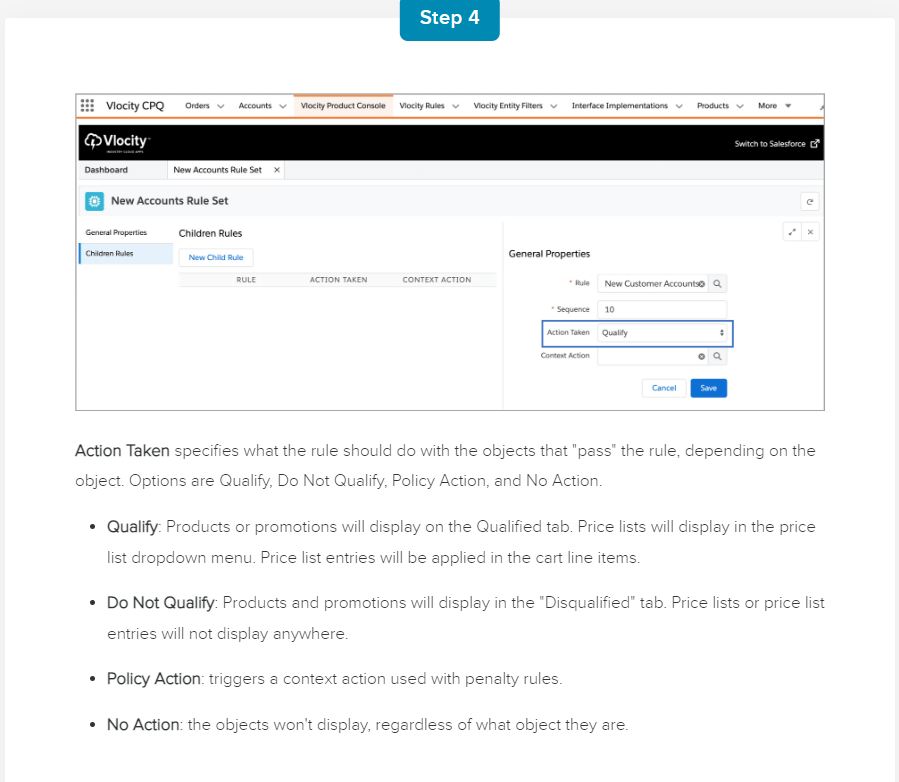 Step 4
Vlocity CPQ Orders Accounts Vlocity Product Console Vlocity Rules Vlocity Entity Filters Interface Implementations Products More
Vlocity
Switch to Salesforce
Dashboard New Accounts Rule Set
New Accounts Rule Set
General Properties
Children Rules
Children Rules
New Child Rule
RULE ACTION TAKEN CONTEXT ACTION
General Properties
* Rule New Customer Accounts
* Sequence 10
Action Taken Qualify
Context Action
Cancel Save
Action Taken specifies what the rule should do with the objects that "pass" the rule, depending on the
object. Options are Qualify, Do Not Qualify, Policy Action, and No Action.
• Qualify: Products or promotions will display on the Qualified tab. Price lists will display in the price
list dropdown menu. Price list entries will be applied in the cart line items.
• Do Not Qualify: Products and promotions will display in the "Disqualified" tab. Price lists or price list
entries will not display anywhere.
• Policy Action: triggers a context action used with penalty rules.
• No Action: the objects won't display, regardless of what object they are.